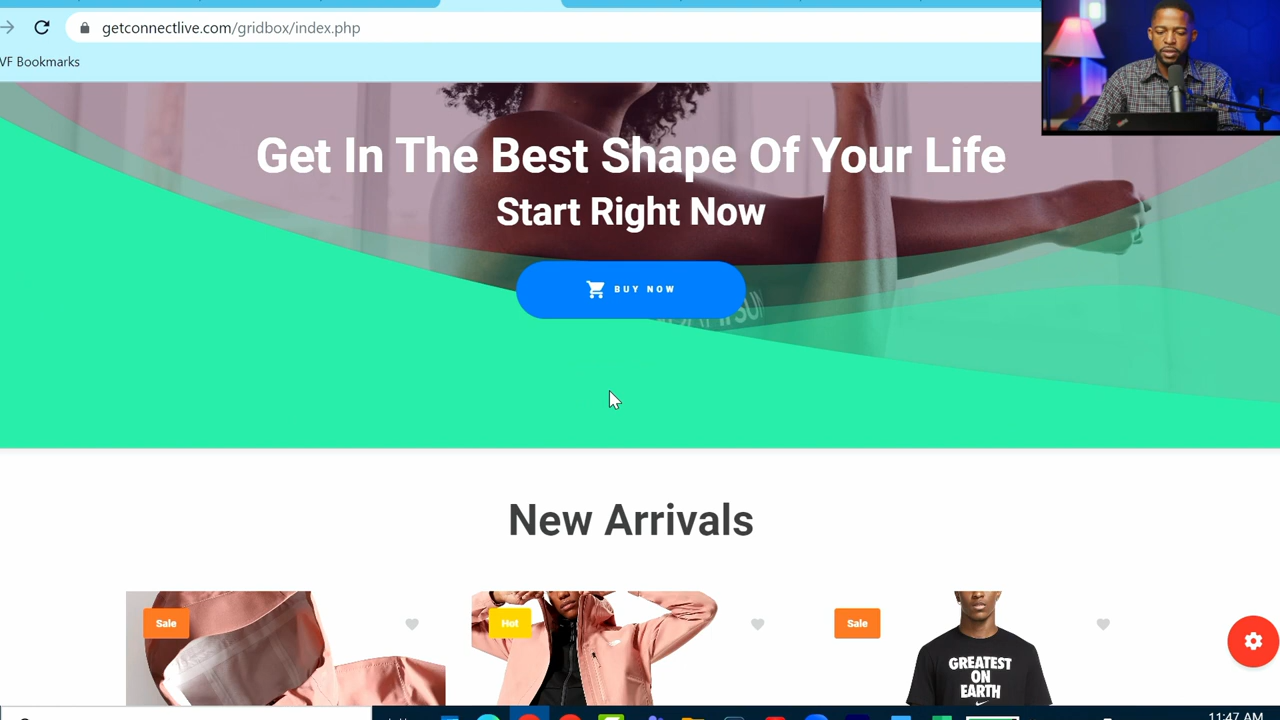 getconnectlive.com/gridbox/index.php
VF Bookmarks
Get In The Best Shape Of Your Life
Start Right Now
BUY NOW
New Arrivals
Sale
Hot
Sale
GREATEST
ON
EARTH
11:47 AM